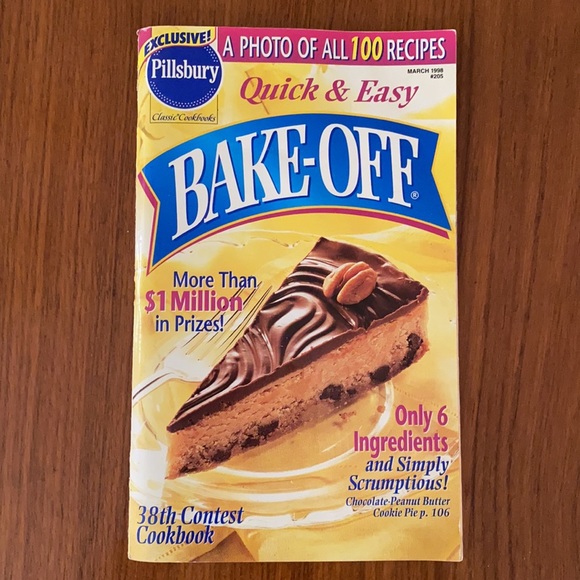 EXCLUSIVE!
Pillsbury
Classic® Cookbooks
A PHOTO OF ALL 100 RECIPES
MARCH 1998
#205
Quick & Easy
BAKE-OFF®
More Than
$1 Million
in Prizes!
Only 6
Ingredients
and Simply
Scrumptious!
Chocolate-Peanut Butter
Cookie Pie p. 106
38th Contest
Cookbook